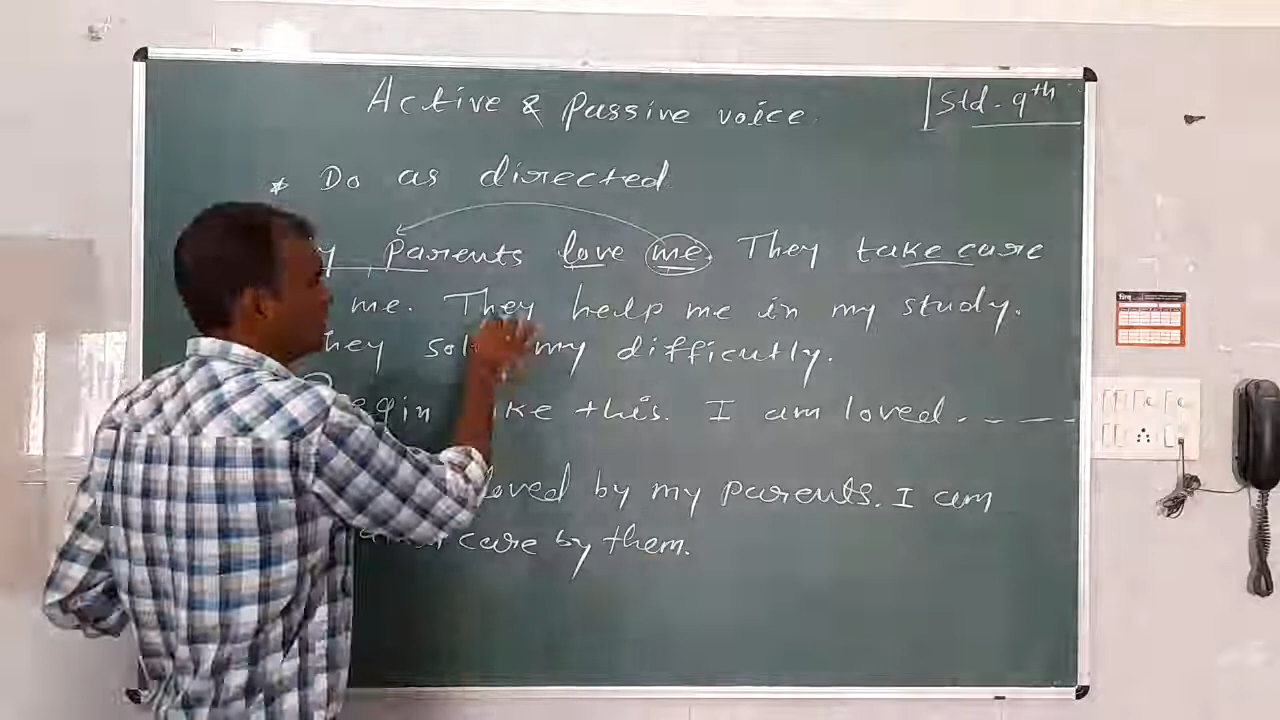 Active & Passive voice
Std. 9th
* Do as directed
Parents love me. They take care
me. They help me in my study.
my difficutly.
this. I am loved. - - -
loved by my parents. I am
care by them.